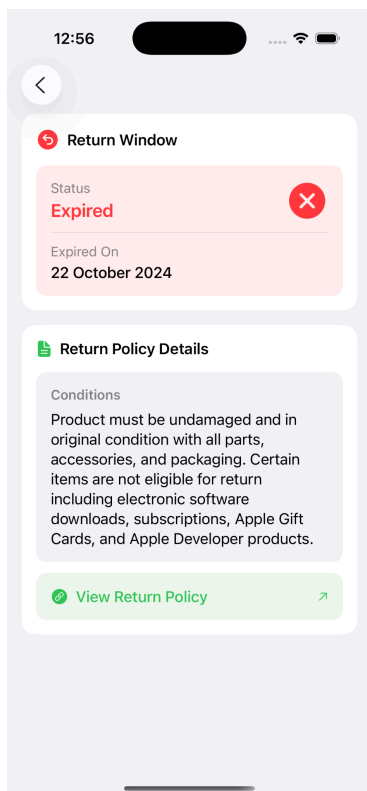 12:56
Return Window
Status
Expired
Expired On
22 October 2024
Return Policy Details
Conditions
Product must be undamaged and in
original condition with all parts,
accessories, and packaging. Certain
items are not eligible for return
including electronic software
downloads, subscriptions, Apple Gift
Cards, and Apple Developer products.
View Return Policy